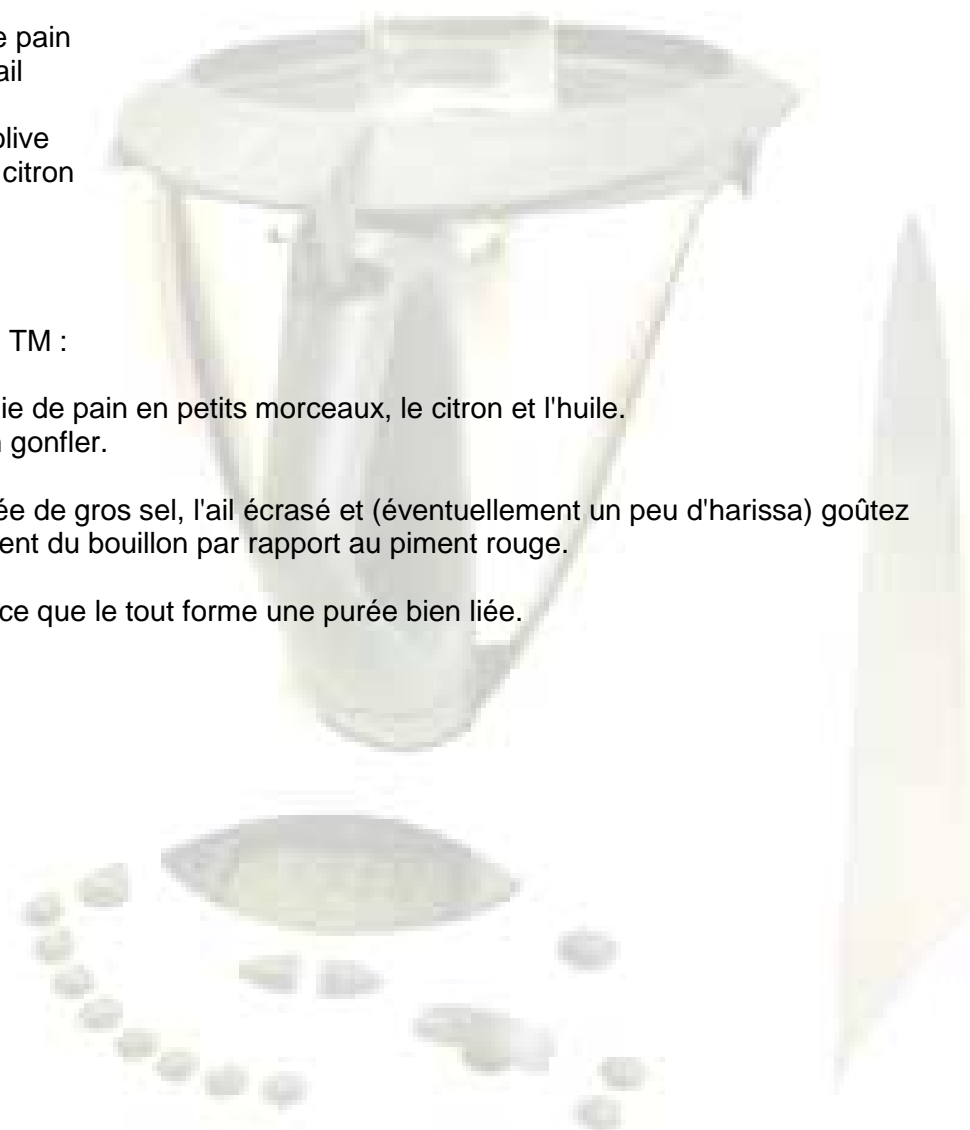 e pain
ail
olive
citron
TM :
ie de pain en petits morceaux, le citron et l'huile.
n gonfler.
ée de gros sel, l'ail écrasé et (éventuellement un peu d'harissa) goûtez
ent du bouillon par rapport au piment rouge.
ce que le tout forme une purée bien liée.